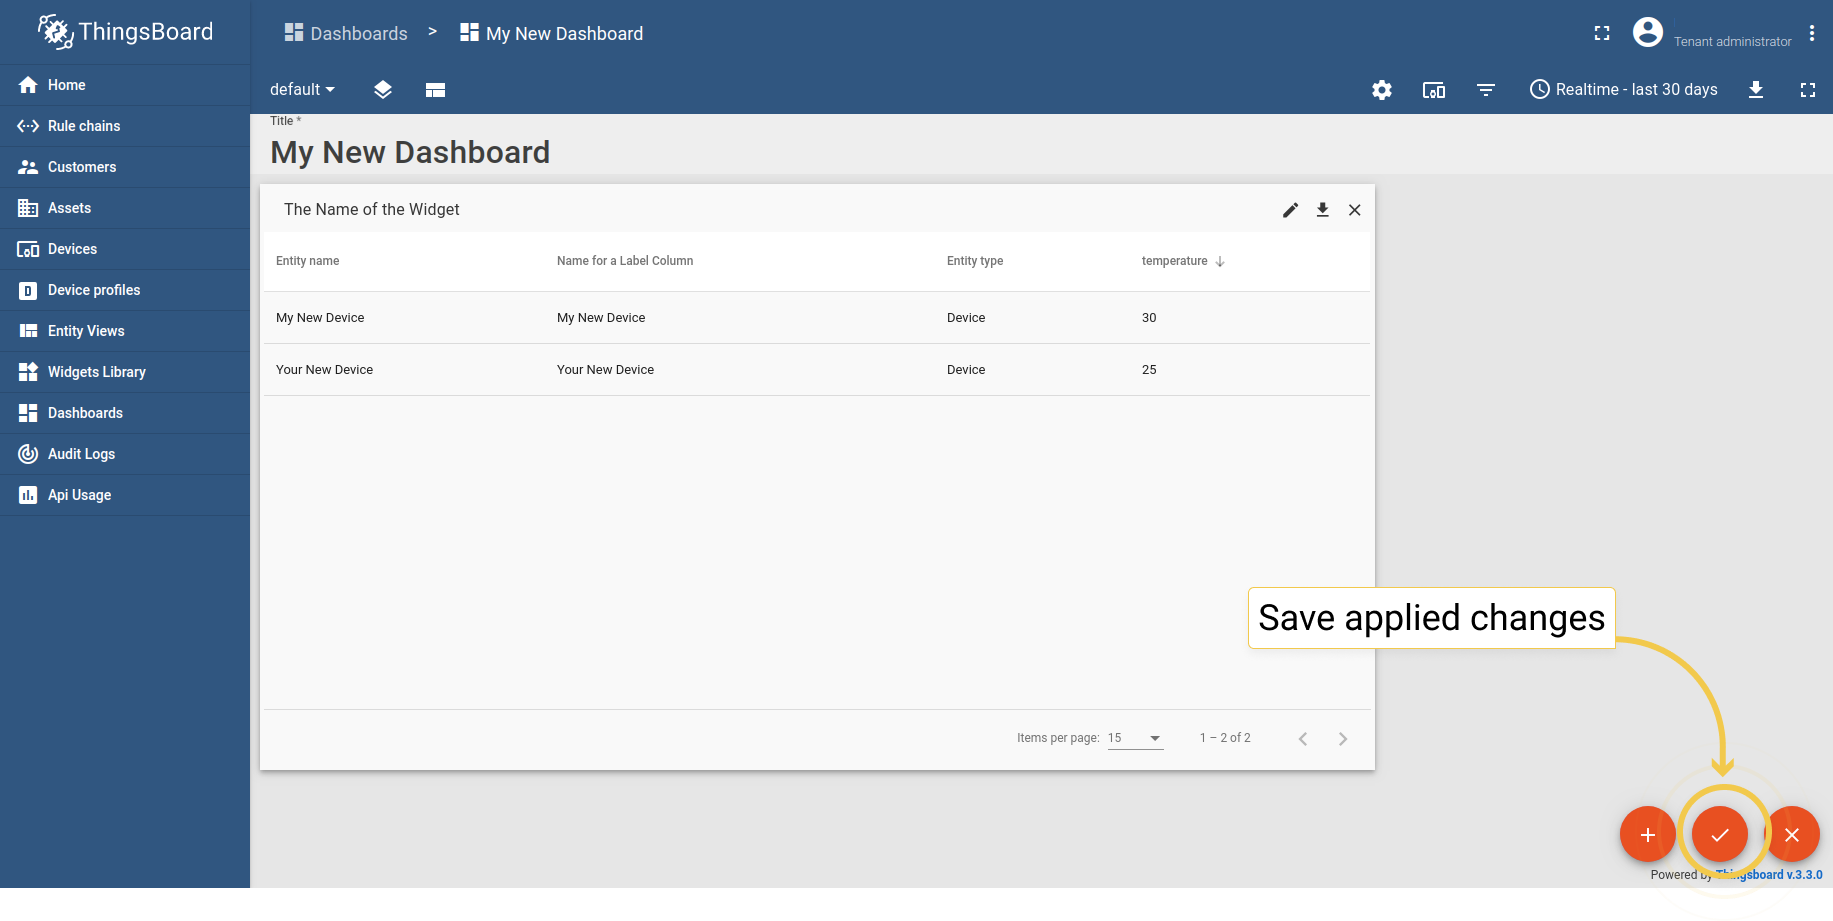 ThingsBoard
Dashboards > My New Dashboard
Tenant administrator
Home
Rule chains
Customers
Assets
Devices
Device profiles
Entity Views
Widgets Library
Dashboards
Audit Logs
Api Usage
default
Realtime - last 30 days
Title *
My New Dashboard
The Name of the Widget
Entity name Name for a Label Column Entity type temperature
My New Device My New Device Device 30
Your New Device Your New Device Device 25
Save applied changes
Items per page: 15 1 – 2 of 2
Powered by Thingsboard v.3.3.0